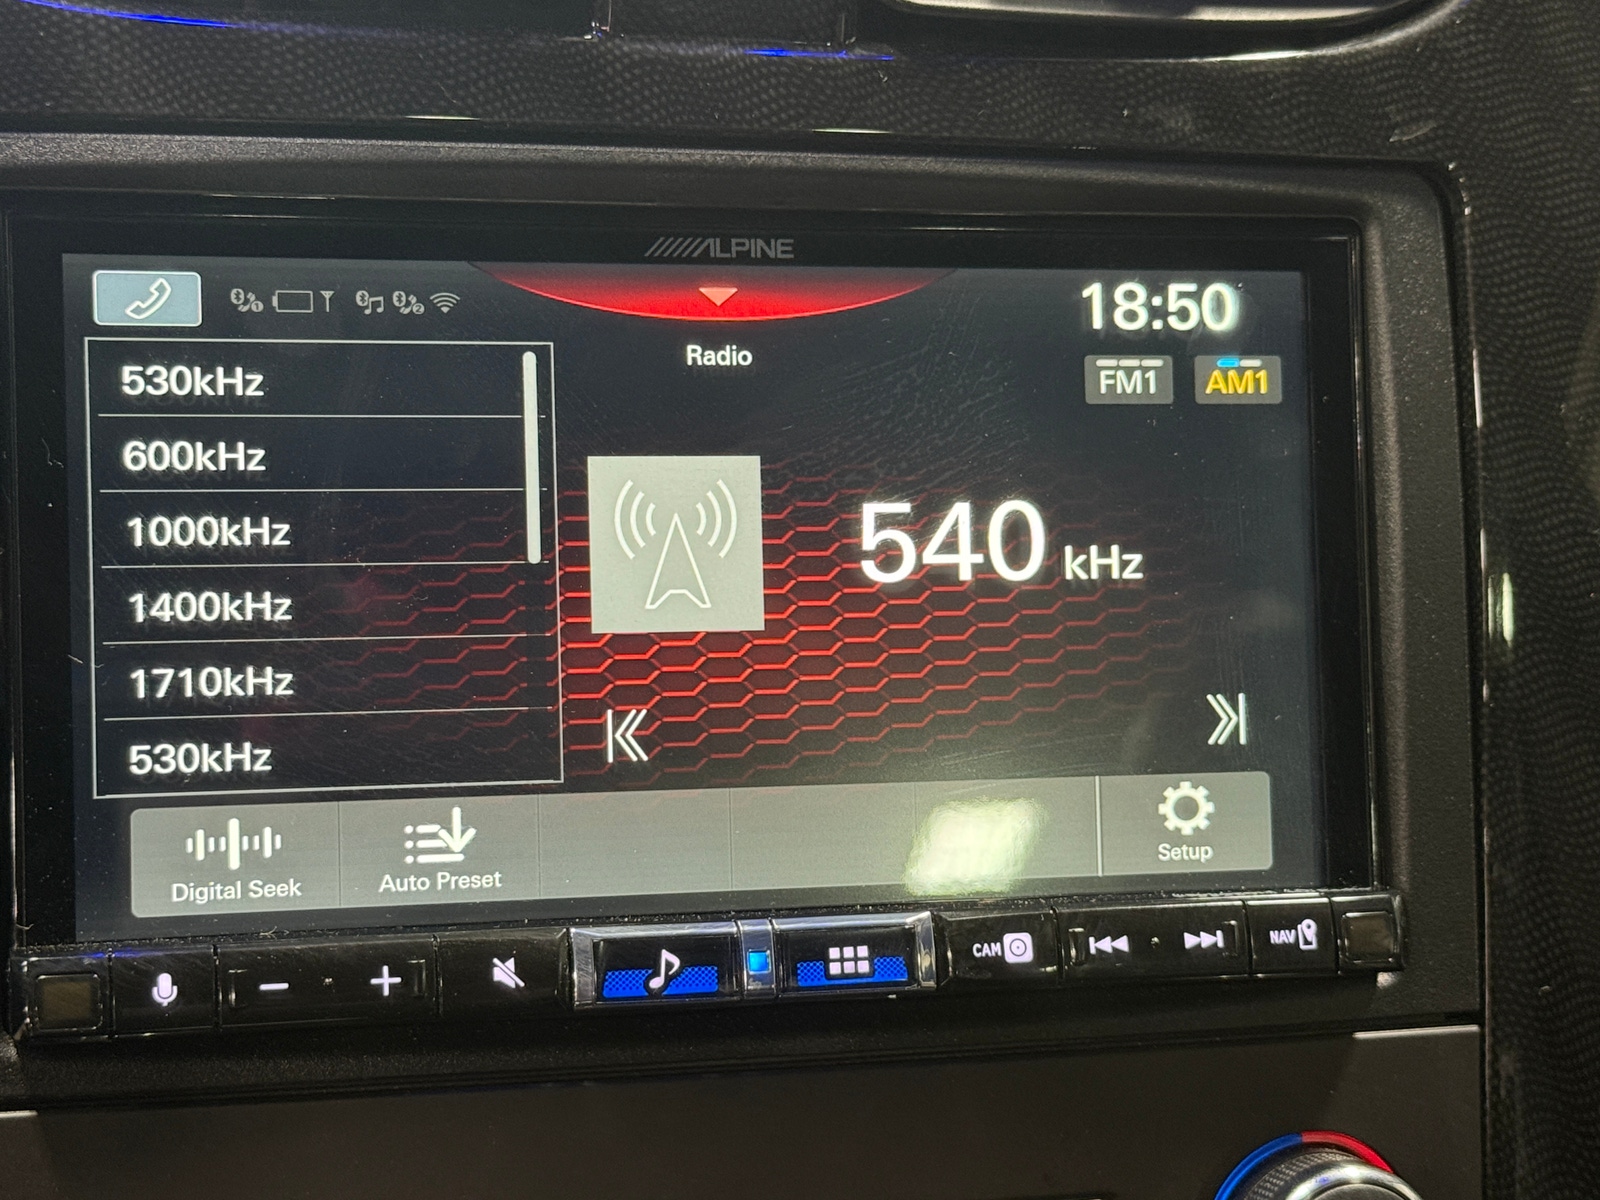 ALPINE
18:50
Radio
FM1
AM1
530kHz
600kHz
1000kHz
1400kHz
1710kHz
530kHz
540 kHz
Digital Seek
Auto Preset
Setup
CAM
NAV